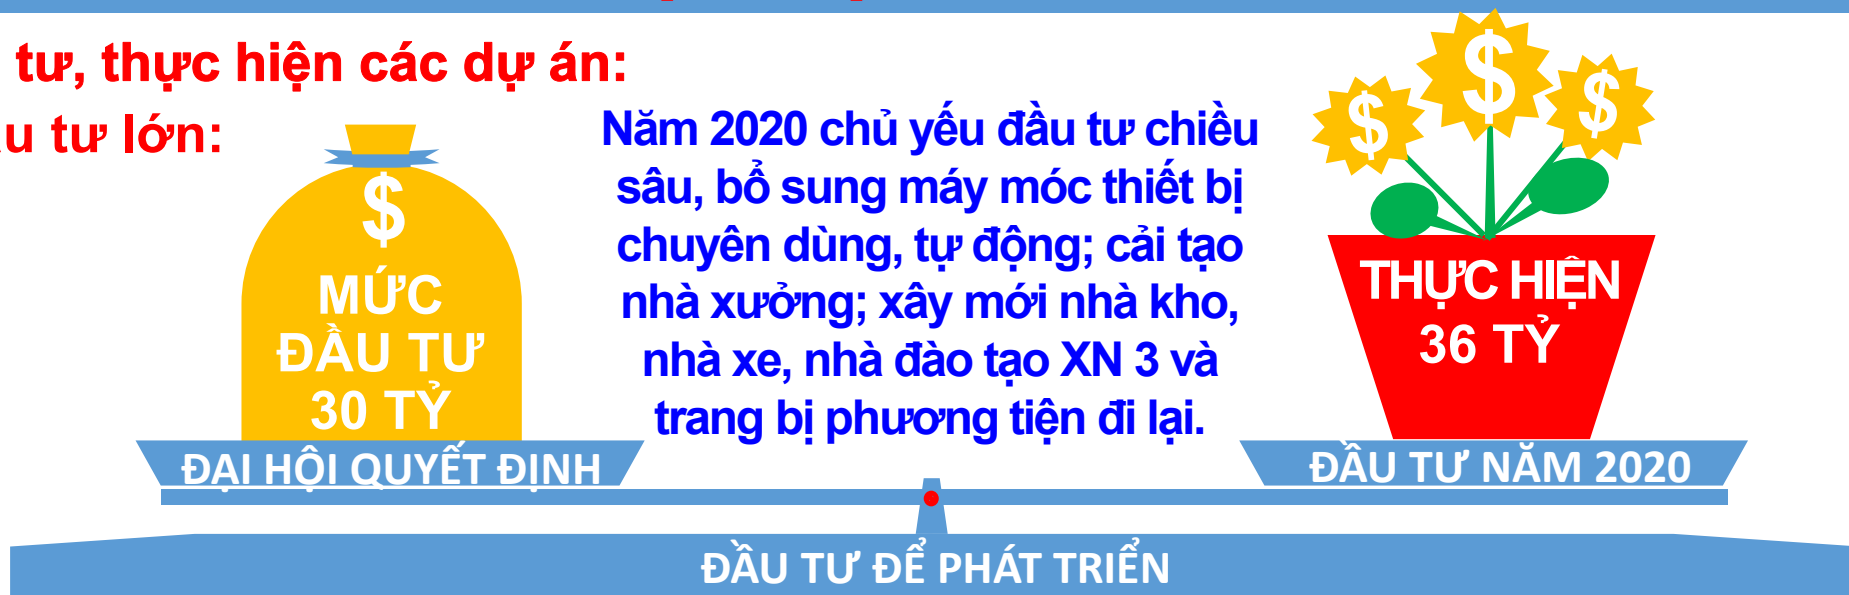 tư, thực hiện các dự án:
u tư lớn:
$
MỨC
ĐẦU TƯ
30 TỶ
ĐẠI HỘI QUYẾT ĐỊNH
Năm 2020 chủ yếu đầu tư chiều
sâu, bổ sung máy móc thiết bị
chuyên dùng, tự động; cải tạo
nhà xưởng; xây mới nhà kho,
nhà xe, nhà đào tạo XN 3 và
trang bị phương tiện đi lại.
$ $ $
THỰC HIỆN
36 TỶ
ĐẦU TƯ NĂM 2020
ĐẦU TƯ ĐỂ PHÁT TRIỂN